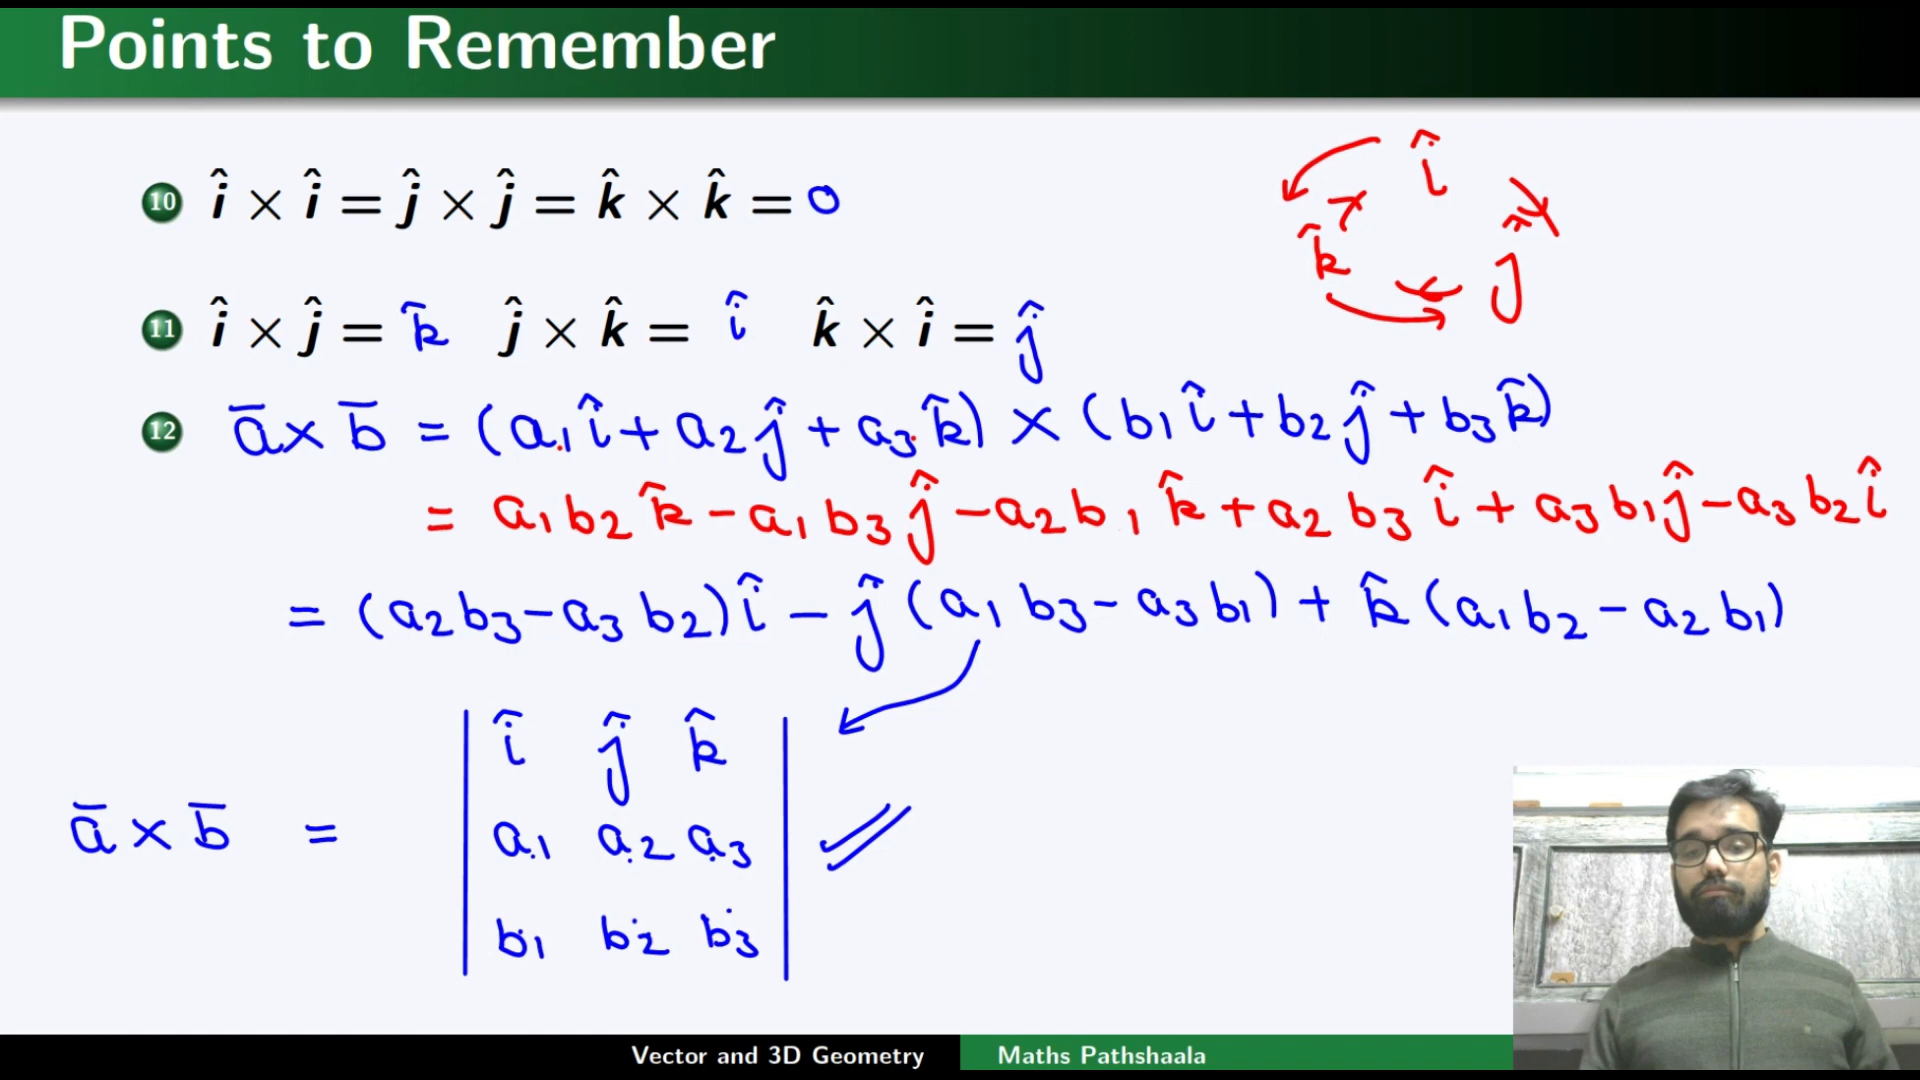 Points to Remember
10 î × î = ĵ × ĵ = k̂ × k̂ = 0
î
k̂ ĵ
11 î × ĵ = k̂ ĵ × k̂ = î k̂ × î = ĵ
12 a̅ × b̅ = (a1î + a2ĵ + a3k̂) × (b1î + b2ĵ + b3k̂)
= a1b2k̂ - a1b3ĵ - a2b1k̂ + a2b3î + a3b1ĵ - a3b2î
= (a2b3 - a3b2)î - ĵ(a1b3 - a3b1) + k̂(a1b2 - a2b1)
î ĵ k̂
a̅ × b̅ = | a1 a2 a3 |
b1 b2 b3
Vector and 3D Geometry Maths Pathshaala